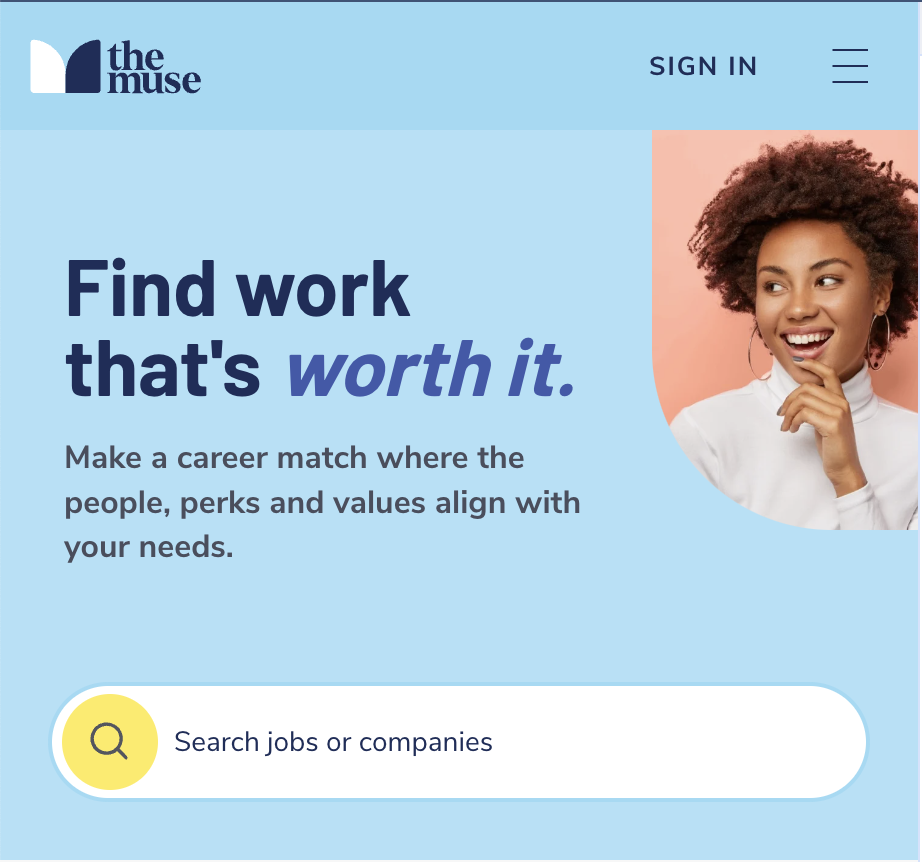 the
muse
SIGN IN
Find work
that's worth it.
Make a career match where the
people, perks and values align with
your needs.
Search jobs or companies